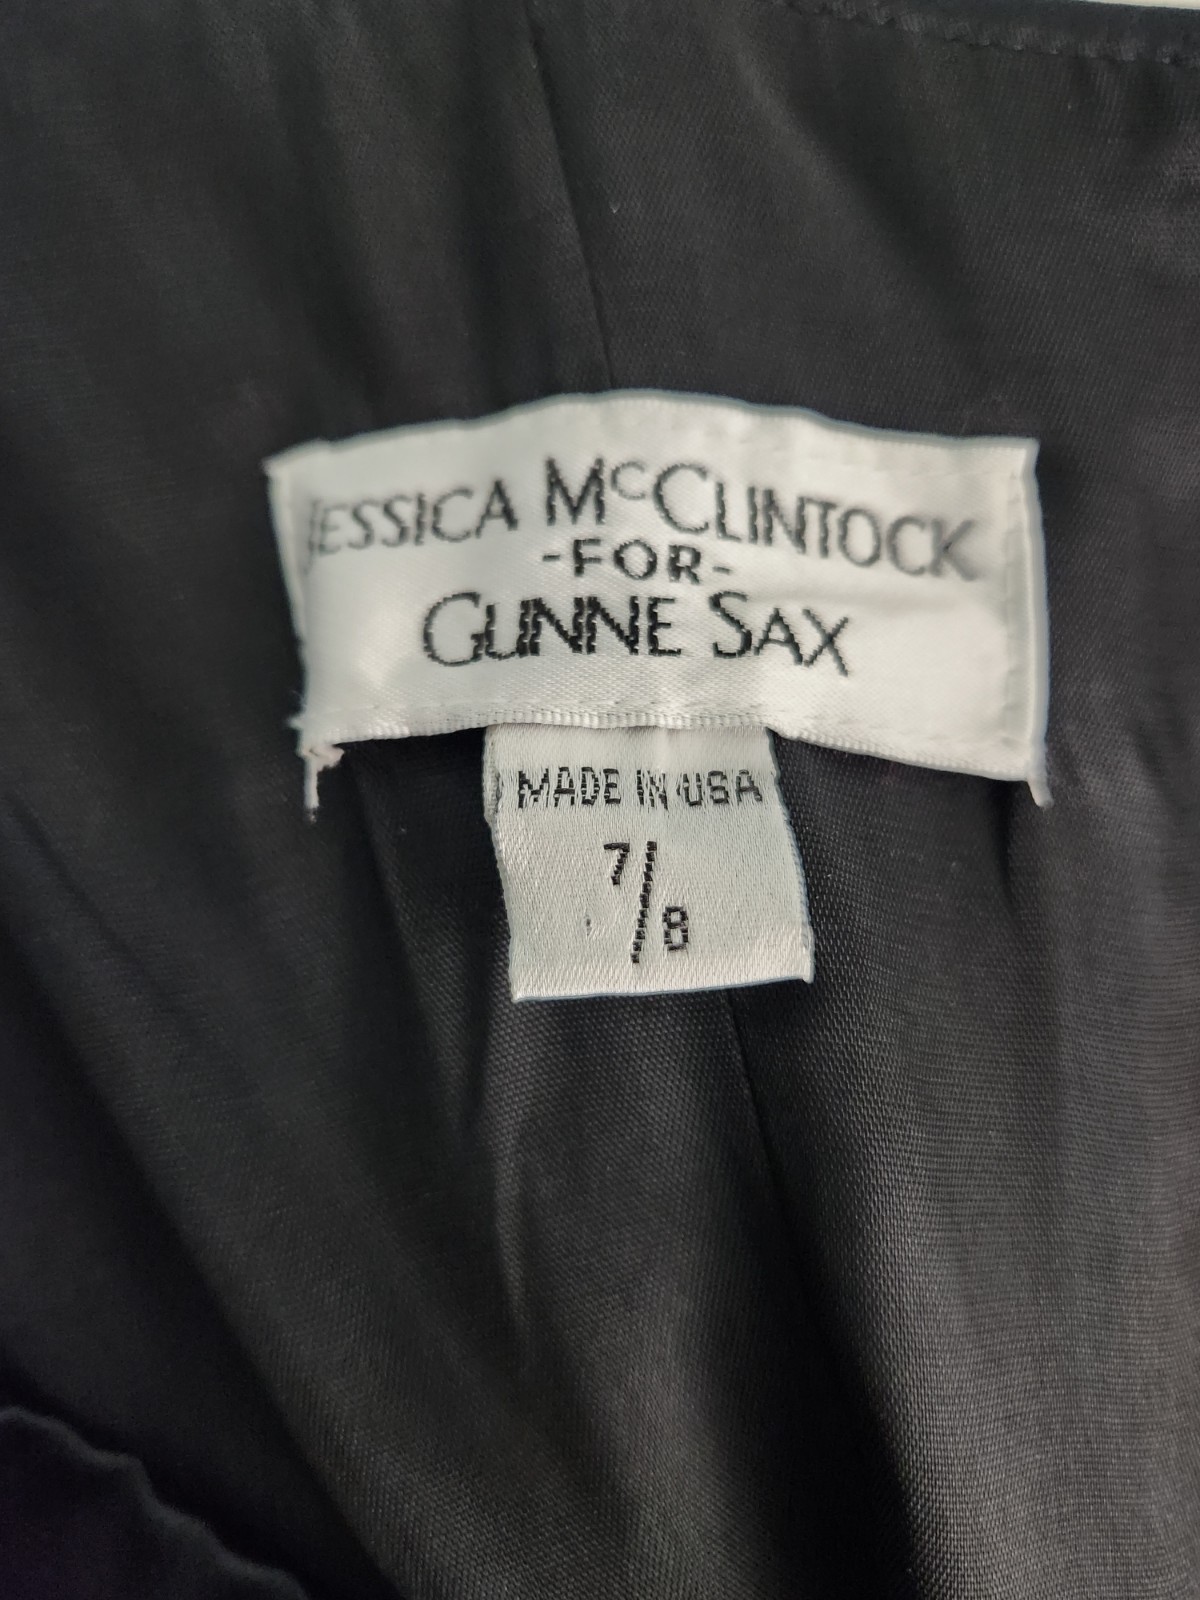 JESSICA McCLINTOCK
-FOR-
GUNNE SAX
MADE IN USA
7/8